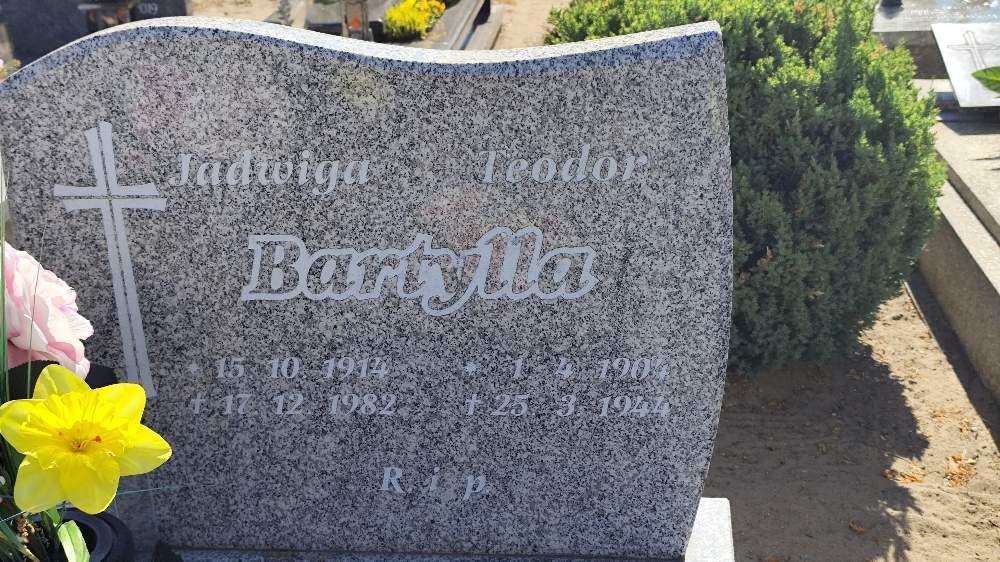 Jadwiga Teodor
Bartylla
* 15 10 1914 * 1 4 1904
† 17 12 1982 † 25 3 1944
R i p